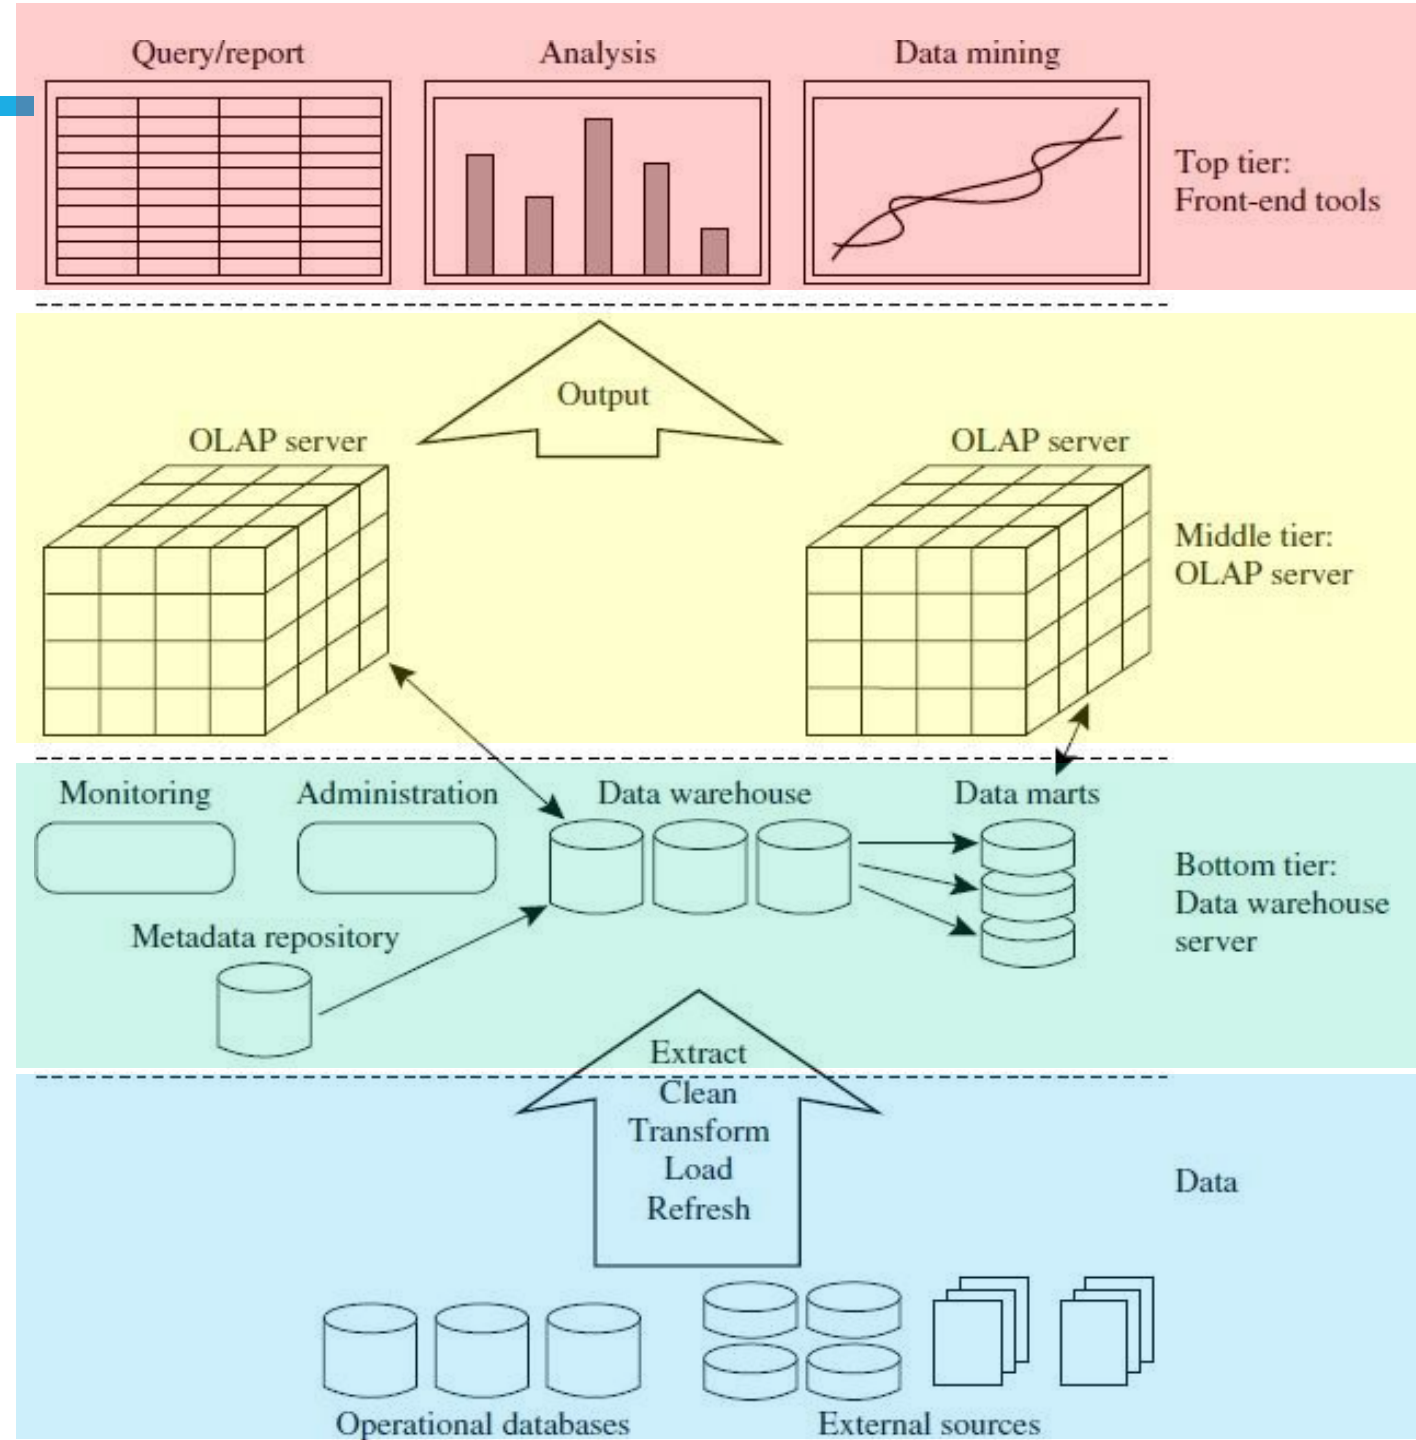 Query/report
Analysis
Data mining
Top tier:
Front-end tools
Output
OLAP server
OLAP server
Middle tier:
OLAP server
Monitoring
Administration
Data warehouse
Data marts
Bottom tier:
Data warehouse
server
Metadata repository
Extract
Clean
Transform
Load
Refresh
Data
Operational databases
External sources